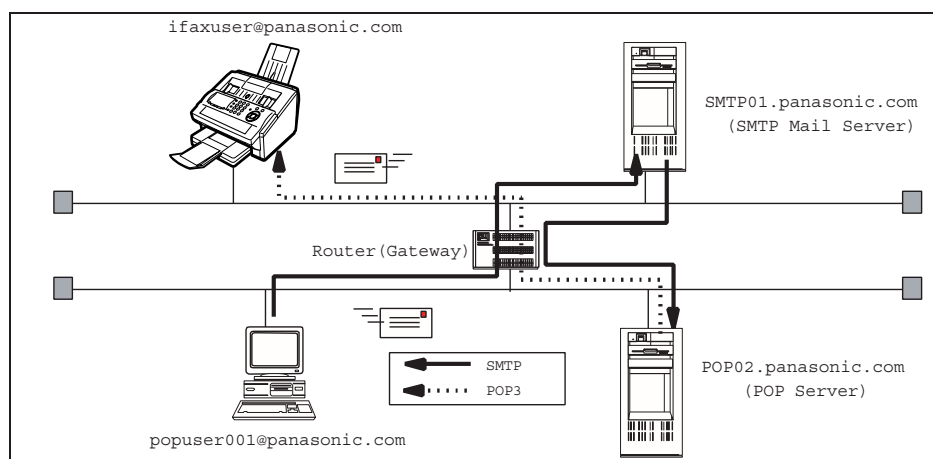 ifaxuser@panasonic.com
SMTP01.panasonic.com
(SMTP Mail Server)
Router(Gateway)
SMTP
POP3
POP02.panasonic.com
(POP Server)
popuser001@panasonic.com